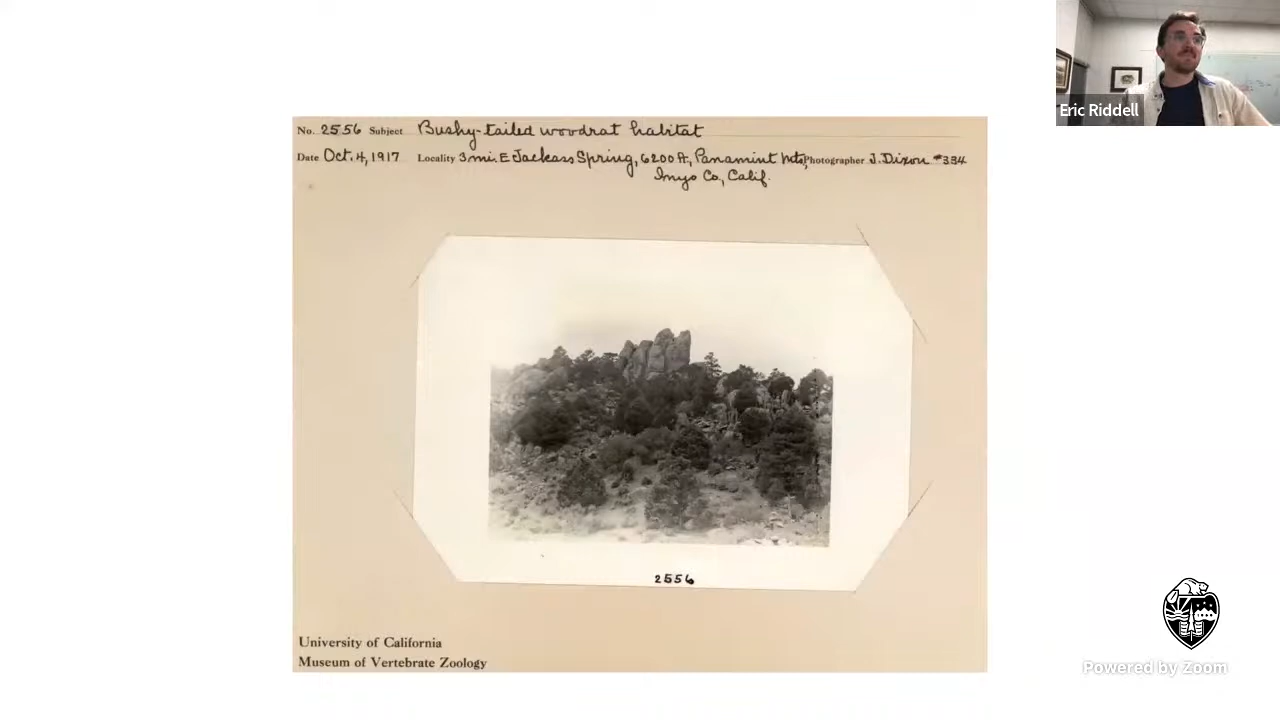 Eric Riddell
No. 2556 Subject Bushy-tailed woodrat habitat
Date Oct. 4, 1917 Locality 3 mi. E Jackass Spring, 6200 ft, Panamint Mts, Photographer J. Dixon #334
Inyo Co., Calif.
2556
University of California
Museum of Vertebrate Zoology
Powered by Zoom